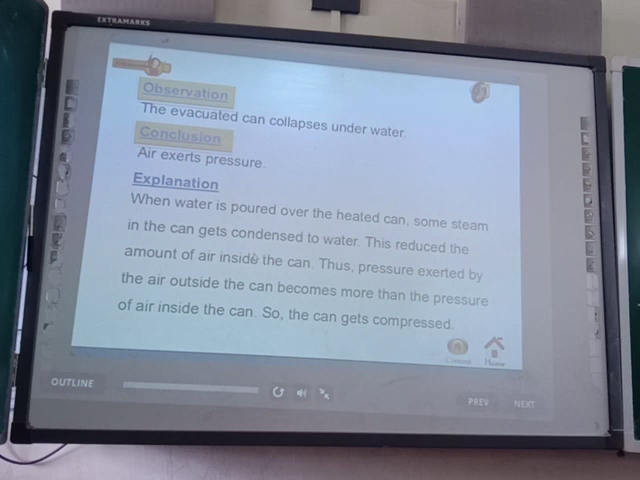 EXTRAMARKS
Observation
The evacuated can collapses under water.
Conclusion
Air exerts pressure.
Explanation
When water is poured over the heated can, some steam
in the can gets condensed to water. This reduced the
amount of air inside the can. Thus, pressure exerted by
the air outside the can becomes more than the pressure
of air inside the can. So, the can gets compressed.
Content Home
OUTLINE
PREV NEXT